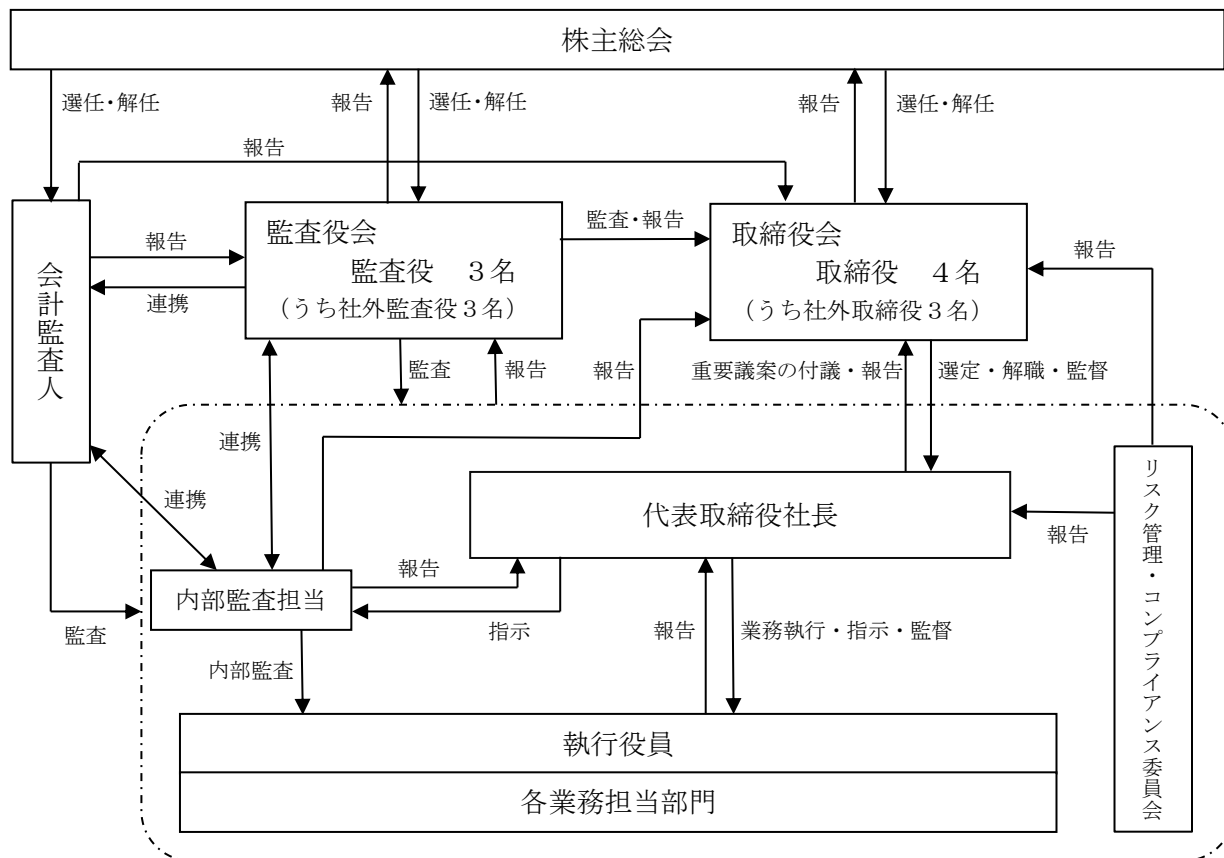 株主総会
選任・解任
報告
選任・解任
報告
選任・解任
報告
監査役会
監査役　３名
（うち社外監査役３名）
監査・報告
取締役会
取締役　４名
（うち社外取締役３名）
報告
報告
連携
会計監査人
監査
報告
報告
重要議案の付議・報告
選定・解職・監督
連携
連携
代表取締役社長
報告
リスク管理・コンプライアンス委員会
報告
内部監査担当
指示
監査
報告
業務執行・指示・監督
内部監査
執行役員
各業務担当部門